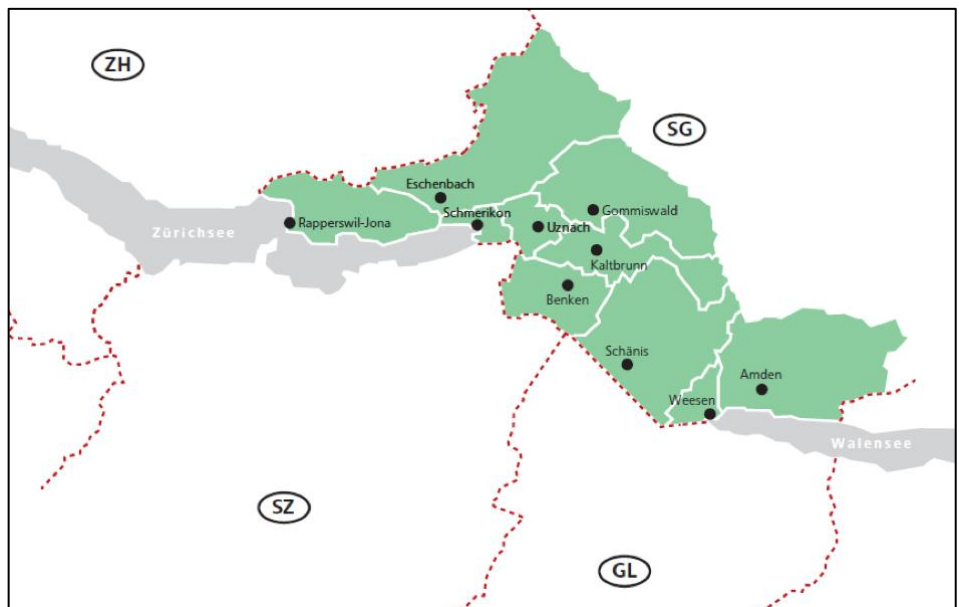 ZH
SG
Eschenbach
Schmerikon
Gommiswald
Rapperswil-Jona
Uznach
Zürichsee
Kaltbrunn
Benken
Schänis
Amden
Weesen
Walensee
SZ
GL